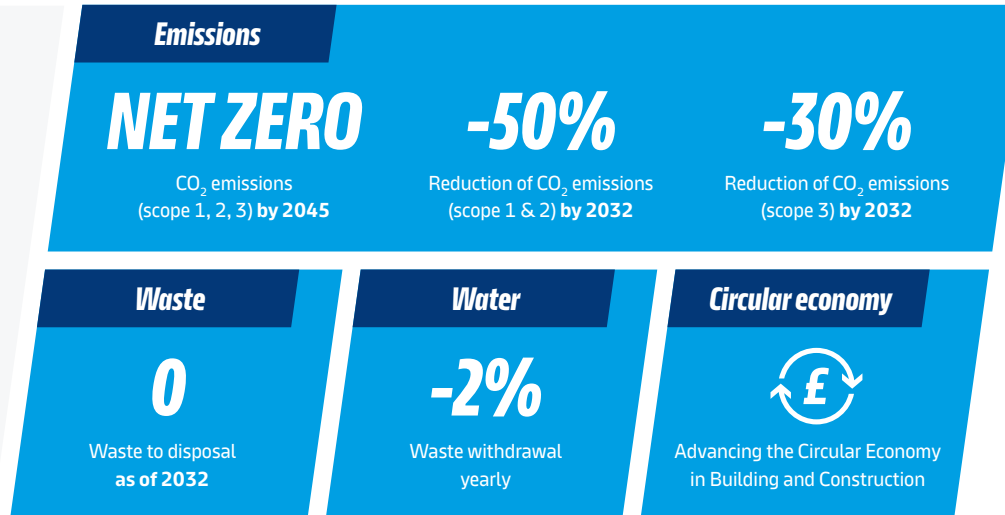 Emissions
NET ZERO
CO₂ emissions
(scope 1, 2, 3) by 2045
-50%
Reduction of CO₂ emissions
(scope 1 & 2) by 2032
-30%
Reduction of CO₂ emissions
(scope 3) by 2032
Waste
0
Waste to disposal
as of 2032
Water
-2%
Waste withdrawal
yearly
Circular economy
£
Advancing the Circular Economy
in Building and Construction